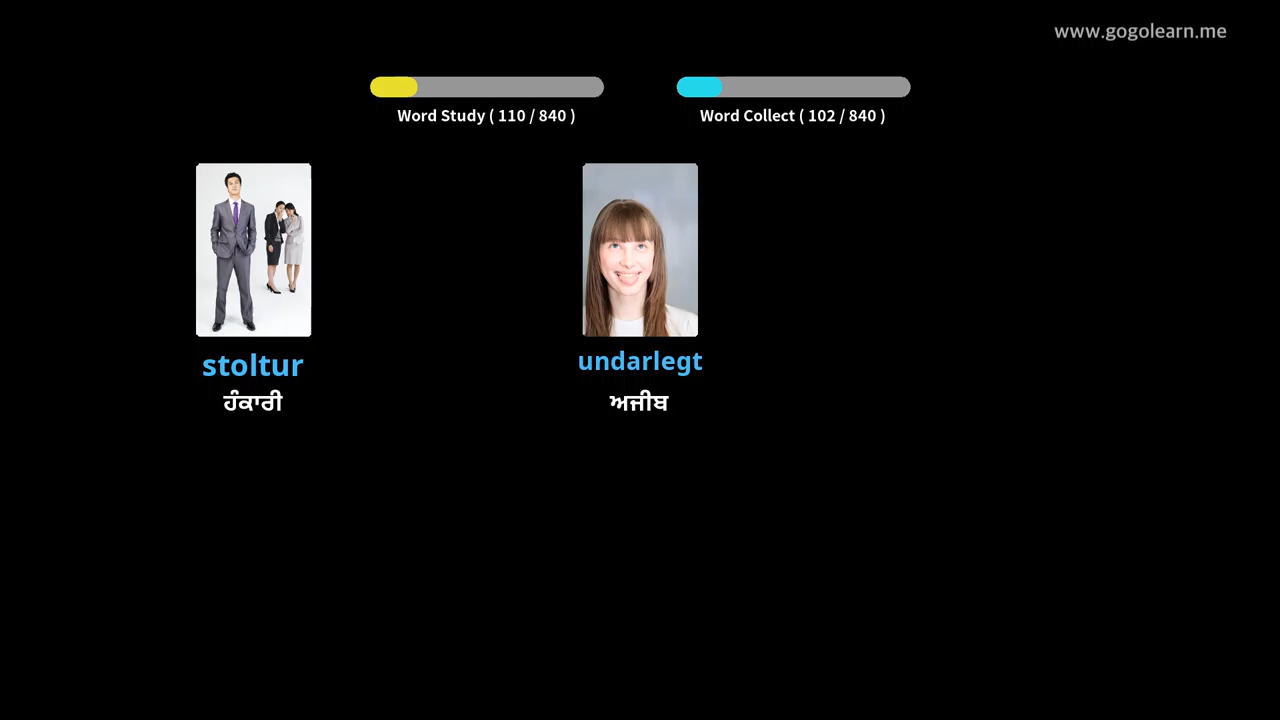 www.gogolearn.me
Word Study ( 110 / 840 )
Word Collect ( 102 / 840 )
stoltur
ਹੰਕਾਰੀ
undarlegt
ਅਜੀਬ